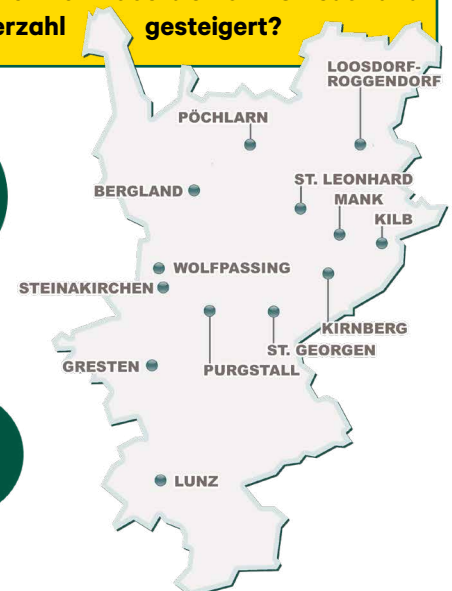 erzahl gesteigert?
LOOSDORF-
ROGGENDORF
PÖCHLARN
ST. LEONHARD
BERGLAND
MANK
KILB
WOLFPASSING
STEINAKIRCHEN
KIRNBERG
ST. GEORGEN
GRESTEN
PURGSTALL
LUNZ